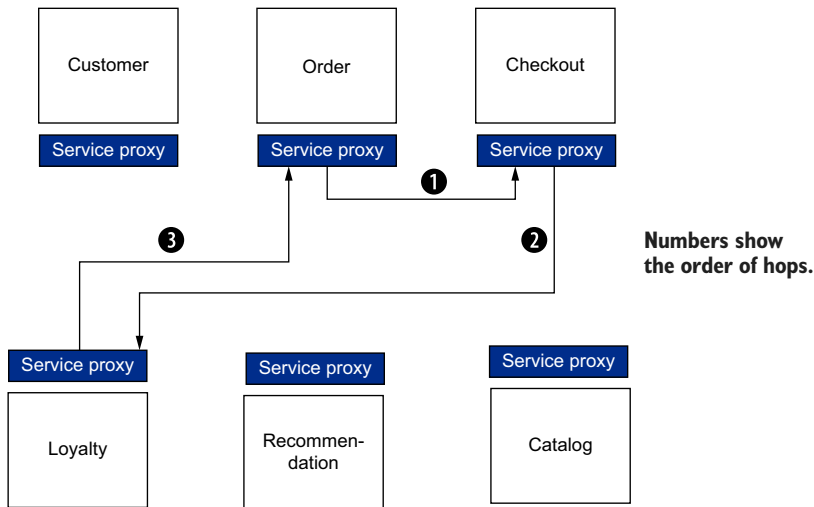 Customer
Order
Checkout
Service proxy
Service proxy
Service proxy
1
3
2
Numbers show
the order of hops.
Service proxy
Service proxy
Service proxy
Loyalty
Recommen-
dation
Catalog